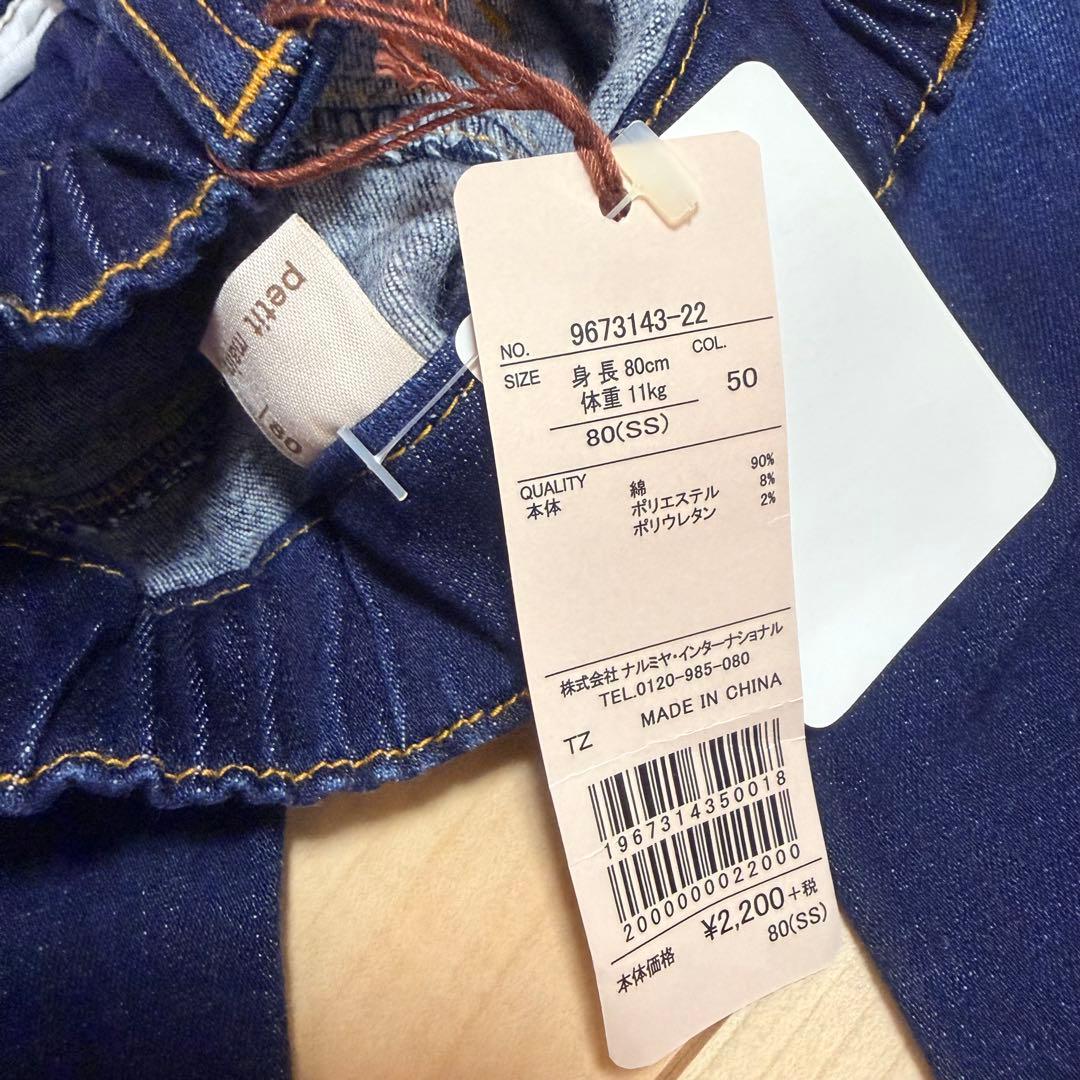 petit
80
NO. 9673143-22
SIZE 身長 80cm COL.
体重 11kg 50
80(SS)
QUALITY
本体 綿 90%
ポリエステル 8%
ポリウレタン 2%
株式会社 ナルミヤ・インターナショナル
TEL.0120-985-080
MADE IN CHINA
TZ
1967314350018
2000000022000
本体価格 ¥2,200+税
80(SS)